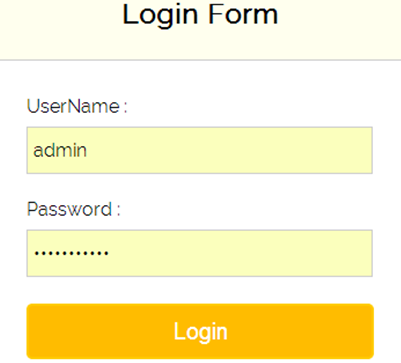 Login Form
UserName :
admin
Password :
•••••••••••
Login